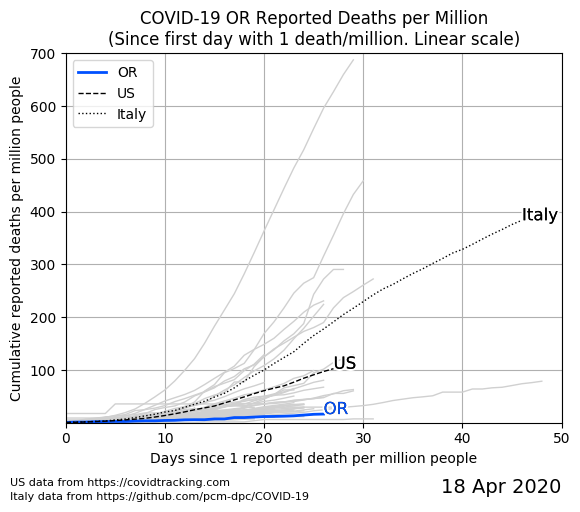 COVID-19 OR Reported Deaths per Million
(Since first day with 1 death/million. Linear scale)
700
600
500
400
300
200
100
OR
US
Italy
Italy
US
OR
Cumulative reported deaths per million people
0
10
20
30
40
50
Days since 1 reported death per million people
US data from https://covidtracking.com
Italy data from https://github.com/pcm-dpc/COVID-19
18 Apr 2020